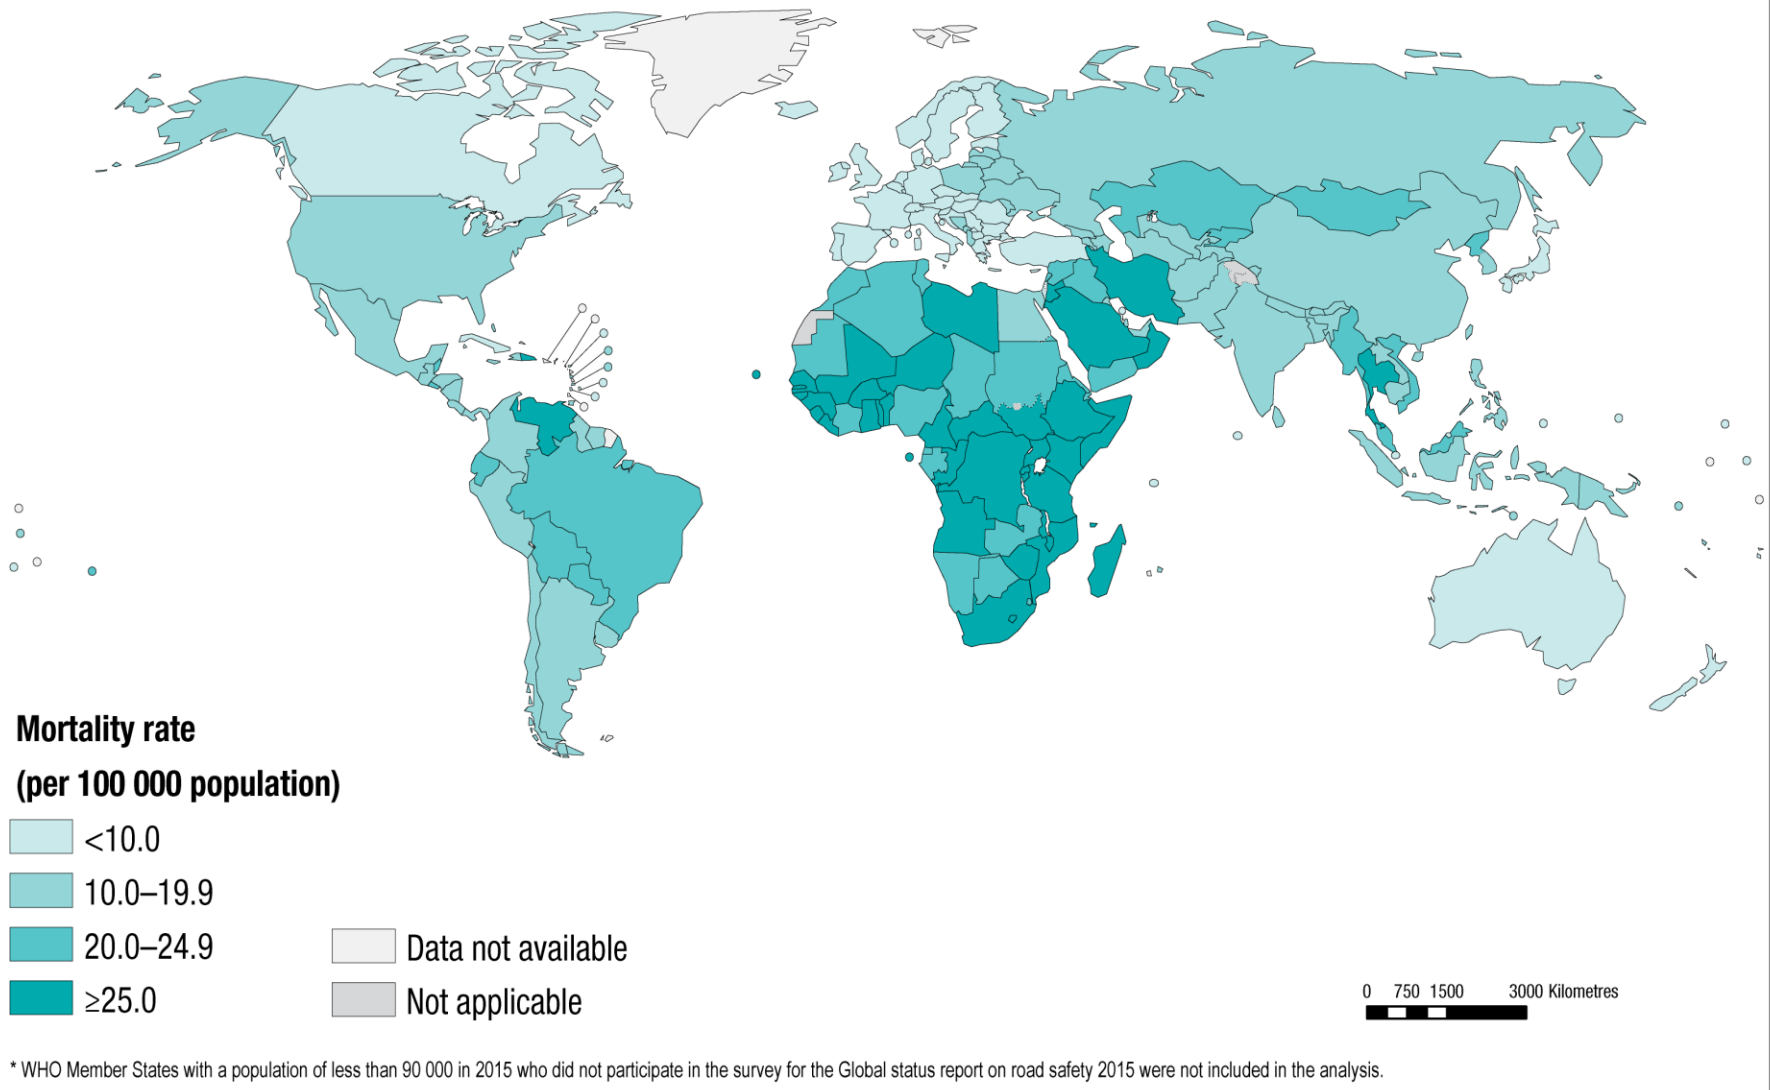 Mortality rate
(per 100 000 population)
<10.0
10.0–19.9
20.0–24.9
≥25.0
Data not available
Not applicable
0 750 1500 3000 Kilometres
* WHO Member States with a population of less than 90 000 in 2015 who did not participate in the survey for the Global status report on road safety 2015 were not included in the analysis.